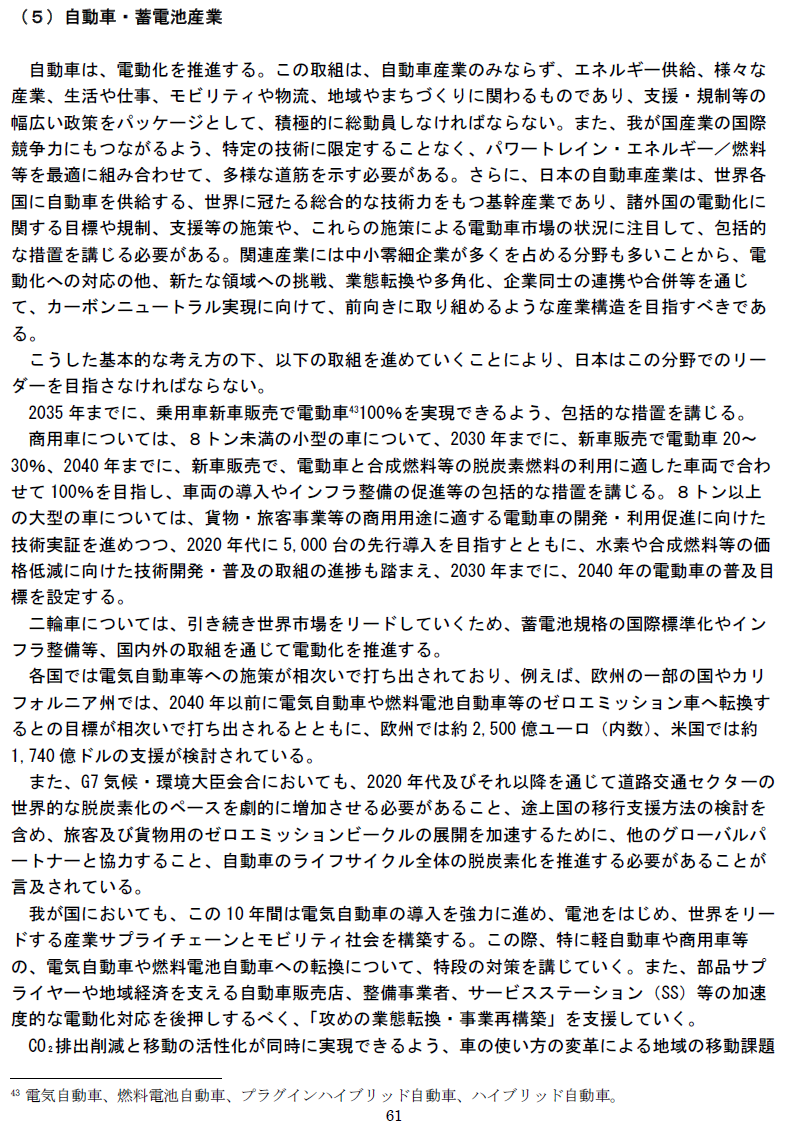 （５）自動車・蓄電池産業
自動車は、電動化を推進する。この取組は、自動車産業のみならず、エネルギー供給、様々な
産業、生活や仕事、モビリティや物流、地域やまちづくりに関わるものであり、支援・規制等の
幅広い政策をパッケージとして、積極的に総動員しなければならない。また、我が国産業の国際
競争力にもつながるよう、特定の技術に限定することなく、パワートレイン・エネルギー／燃料
等を最適に組み合わせて、多様な道筋を示す必要がある。さらに、日本の自動車産業は、世界各
国に自動車を供給する、世界に冠たる総合的な技術力をもつ基幹産業であり、諸外国の電動化に
関する目標や規制、支援等の施策や、これらの施策による電動車市場の状況に注目して、包括的
な措置を講じる必要がある。関連産業には中小零細企業が多くを占める分野も多いことから、電
動化への対応の他、新たな領域への挑戦、業態転換や多角化、企業同士の連携や合併等を通じ
て、カーボンニュートラル実現に向けて、前向きに取り組めるような産業構造を目指すべきであ
る。
こうした基本的な考え方の下、以下の取組を進めていくことにより、日本はこの分野でのリー
ダーを目指さなければならない。
2035 年までに、乗用車新車販売で電動車⁴³100％を実現できるよう、包括的な措置を講じる。
商用車については、８トン未満の小型の車について、2030 年までに、新車販売で電動車 20～
30％、2040 年までに、新車販売で、電動車と合成燃料等の脱炭素燃料の利用に適した車両で合わ
せて 100％を目指し、車両の導入やインフラ整備の促進等の包括的な措置を講じる。８トン以上
の大型の車については、貨物・旅客事業等の商用用途に適する電動車の開発・利用促進に向けた
技術実証を進めつつ、2020 年代に 5,000 台の先行導入を目指すとともに、水素や合成燃料等の価
格低減に向けた技術開発・普及の取組の進捗も踏まえ、2030 年までに、2040 年の電動車の普及目
標を設定する。
二輪車については、引き続き世界市場をリードしていくため、蓄電池規格の国際標準化やイン
フラ整備等、国内外の取組を通じて電動化を推進する。
各国では電気自動車等への施策が相次いで打ち出されており、例えば、欧州の一部の国やカリ
フォルニア州では、2040 年以前に電気自動車や燃料電池自動車等のゼロエミッション車へ転換す
るとの目標が相次いで打ち出されるとともに、欧州では約 2,500 億ユーロ（内数）、米国では約
1,740 億ドルの支援が検討されている。
また、G7 気候・環境大臣会合においても、2020 年代及びそれ以降を通じて道路交通セクターの
世界的な脱炭素化のペースを劇的に増加させる必要があること、途上国の移行支援方法の検討を
含め、旅客及び貨物用のゼロエミッションビークルの展開を加速するために、他のグローバルパ
ートナーと協力すること、自動車のライフサイクル全体の脱炭素化を推進する必要があることが
言及されている。
我が国においても、この 10 年間は電気自動車の導入を強力に進め、電池をはじめ、世界をリー
ドする産業サプライチェーンとモビリティ社会を構築する。この際、特に軽自動車や商用車等
の、電気自動車や燃料電池自動車への転換について、特段の対策を講じていく。また、部品サプ
ライヤーや地域経済を支える自動車販売店、整備事業者、サービスステーション（SS）等の加速
度的な電動化対応を後押しするべく、「攻めの業態転換・事業再構築」を支援していく。
CO₂排出削減と移動の活性化が同時に実現できるよう、車の使い方の変革による地域の移動課題
⁴³ 電気自動車、燃料電池自動車、プラグインハイブリッド自動車、ハイブリッド自動車。
61